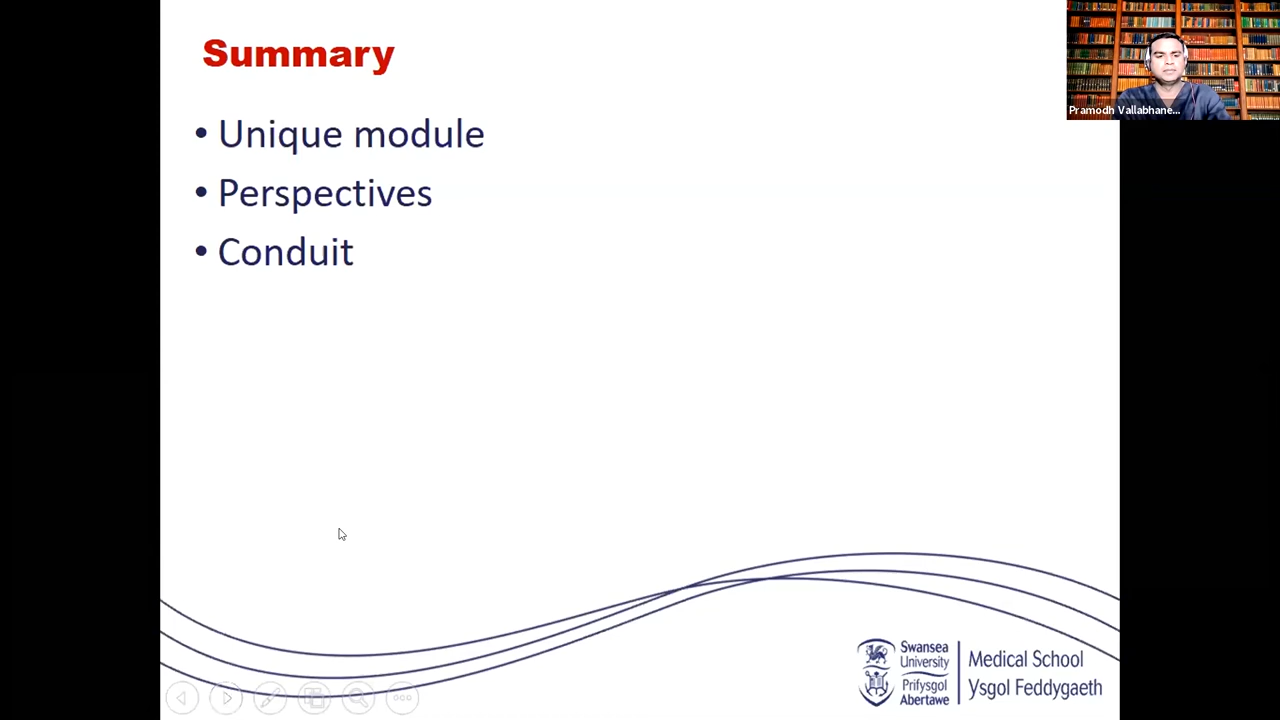 Summary
• Unique module
• Perspectives
• Conduit
Pramodh Vallabhane...
Swansea
University
Prifysgol
Abertawe
Medical School
Ysgol Feddygaeth